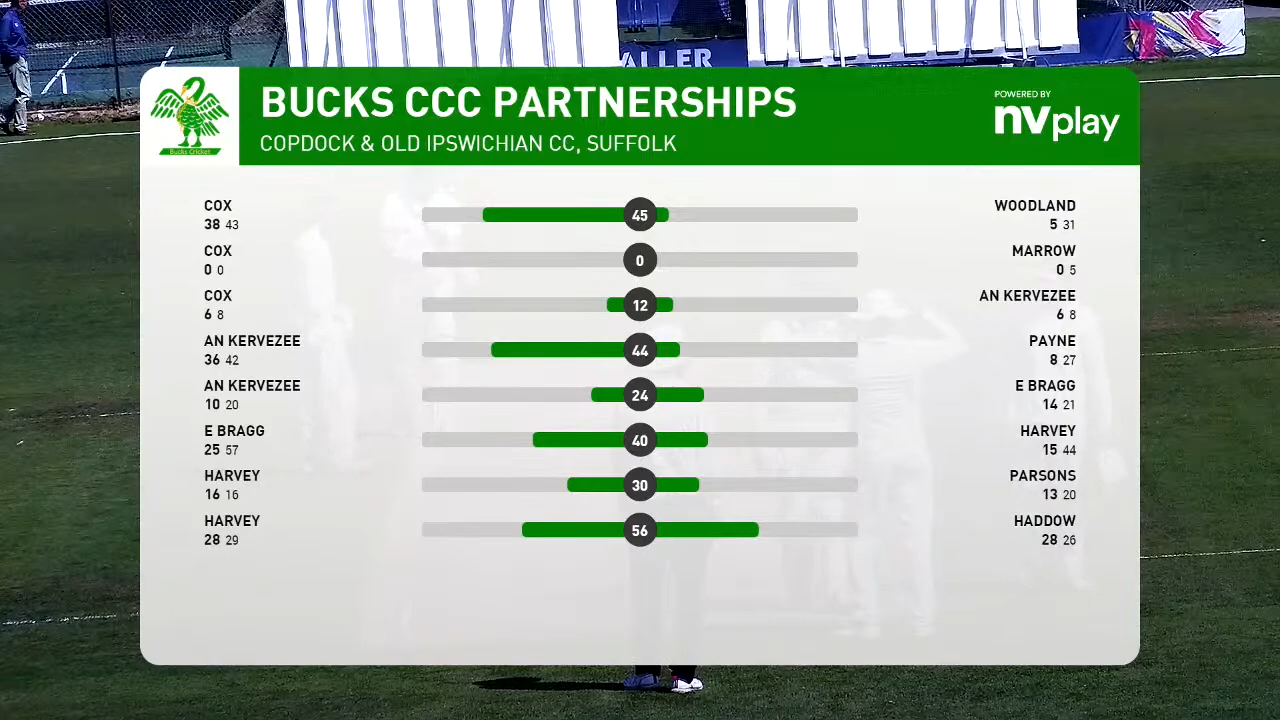 ALLER
BUCKS CCC PARTNERSHIPS
COPDOCK & OLD IPSWICHIAN CC, SUFFOLK
POWERED BY
nvplay
Bucks Cricket
COX
38 43
45
WOODLAND
5 31
COX
0 0
0
MARROW
0 5
COX
6 8
12
AN KERVEZEE
6 8
AN KERVEZEE
36 42
44
PAYNE
8 27
AN KERVEZEE
10 20
24
E BRAGG
14 21
E BRAGG
25 57
40
HARVEY
15 44
HARVEY
16 16
30
PARSONS
13 20
HARVEY
28 29
56
HADDOW
28 26